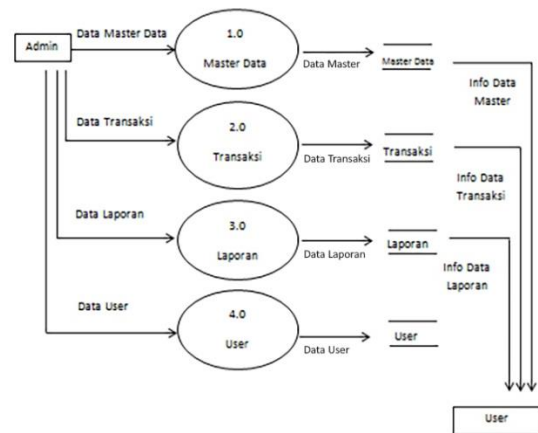 Admin
Data Master Data
1.0
Master Data
Data Master
Master Data
Info Data
Master
Data Transaksi
2.0
Transaksi
Data Transaksi
Transaksi
Info Data
Transaksi
Data Laporan
3.0
Laporan
Data Laporan
Laporan
Info Data
Laporan
Data User
4.0
User
Data User
User
User